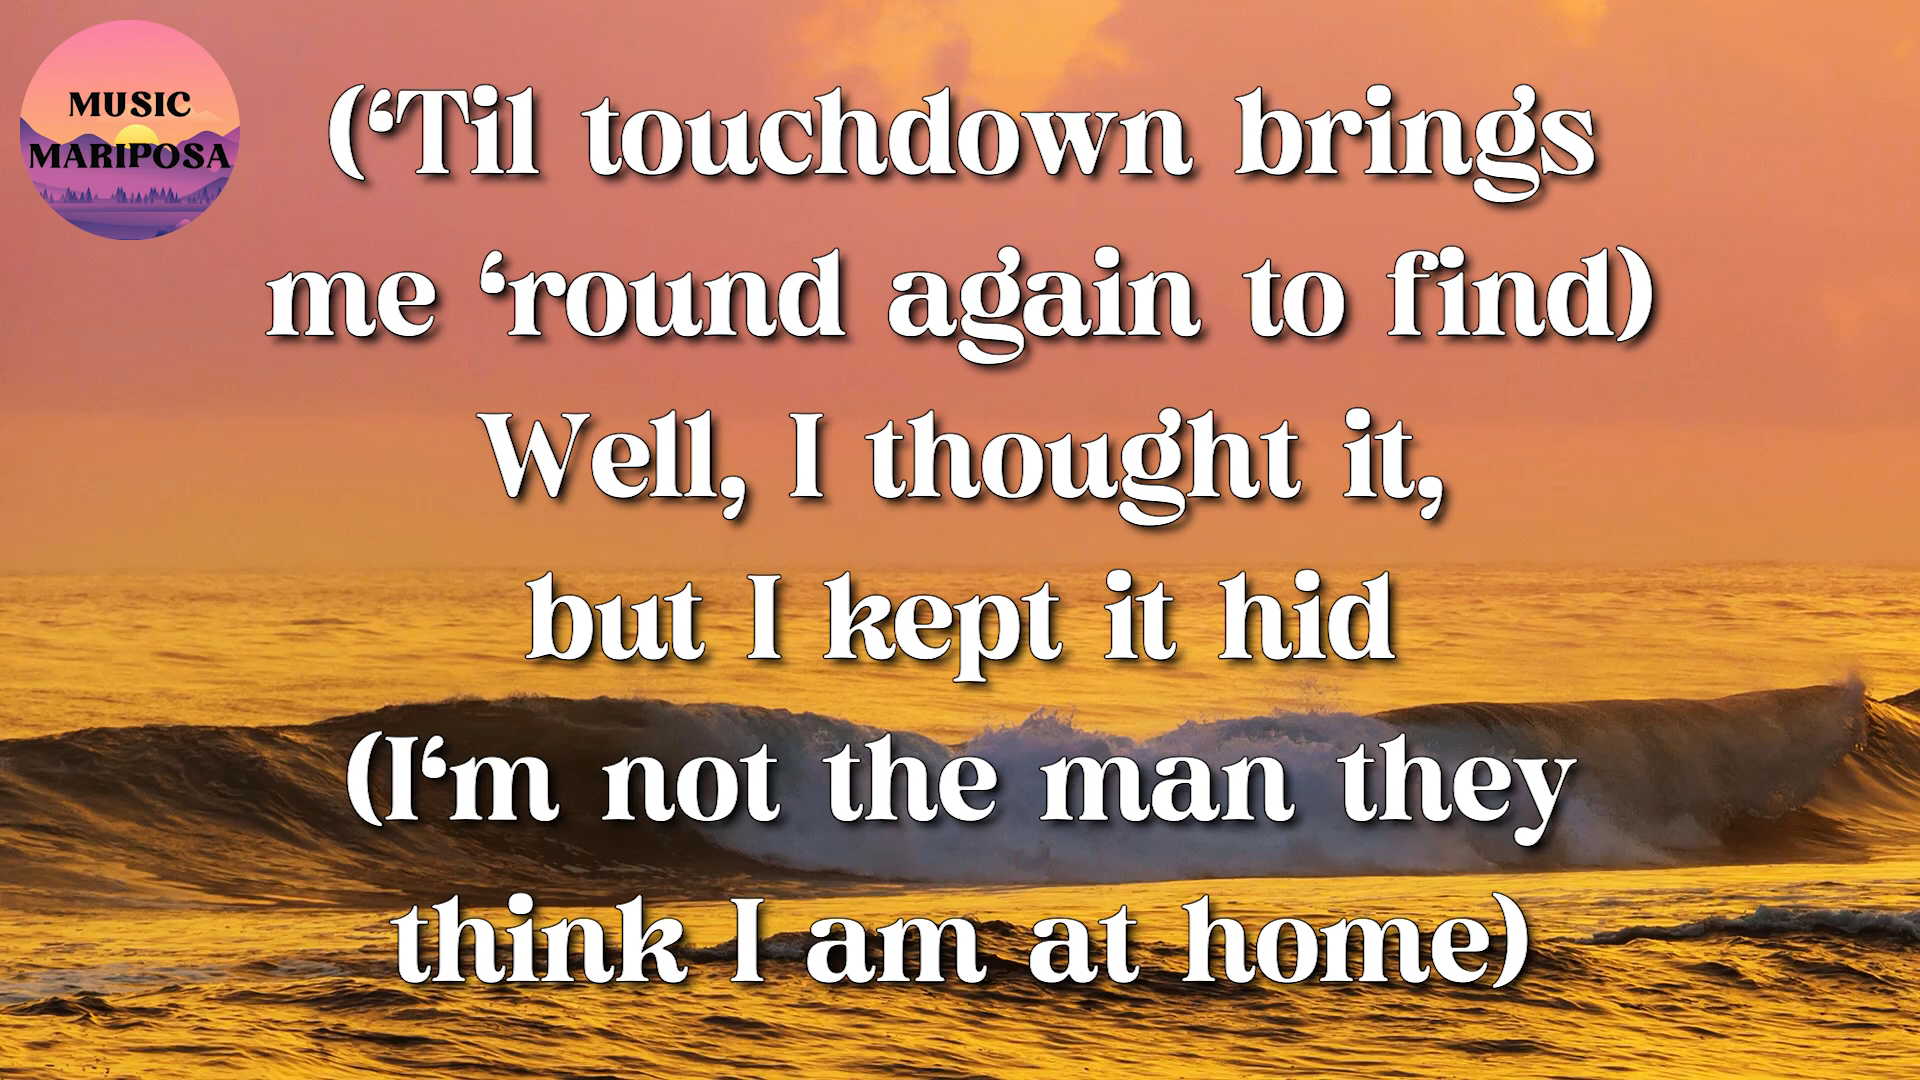 MUSIC
MARIPOSA
(‘Til touchdown brings
me ‘round again to find)
Well, I thought it,
but I kept it hid
(I‘m not the man they
think I am at home)